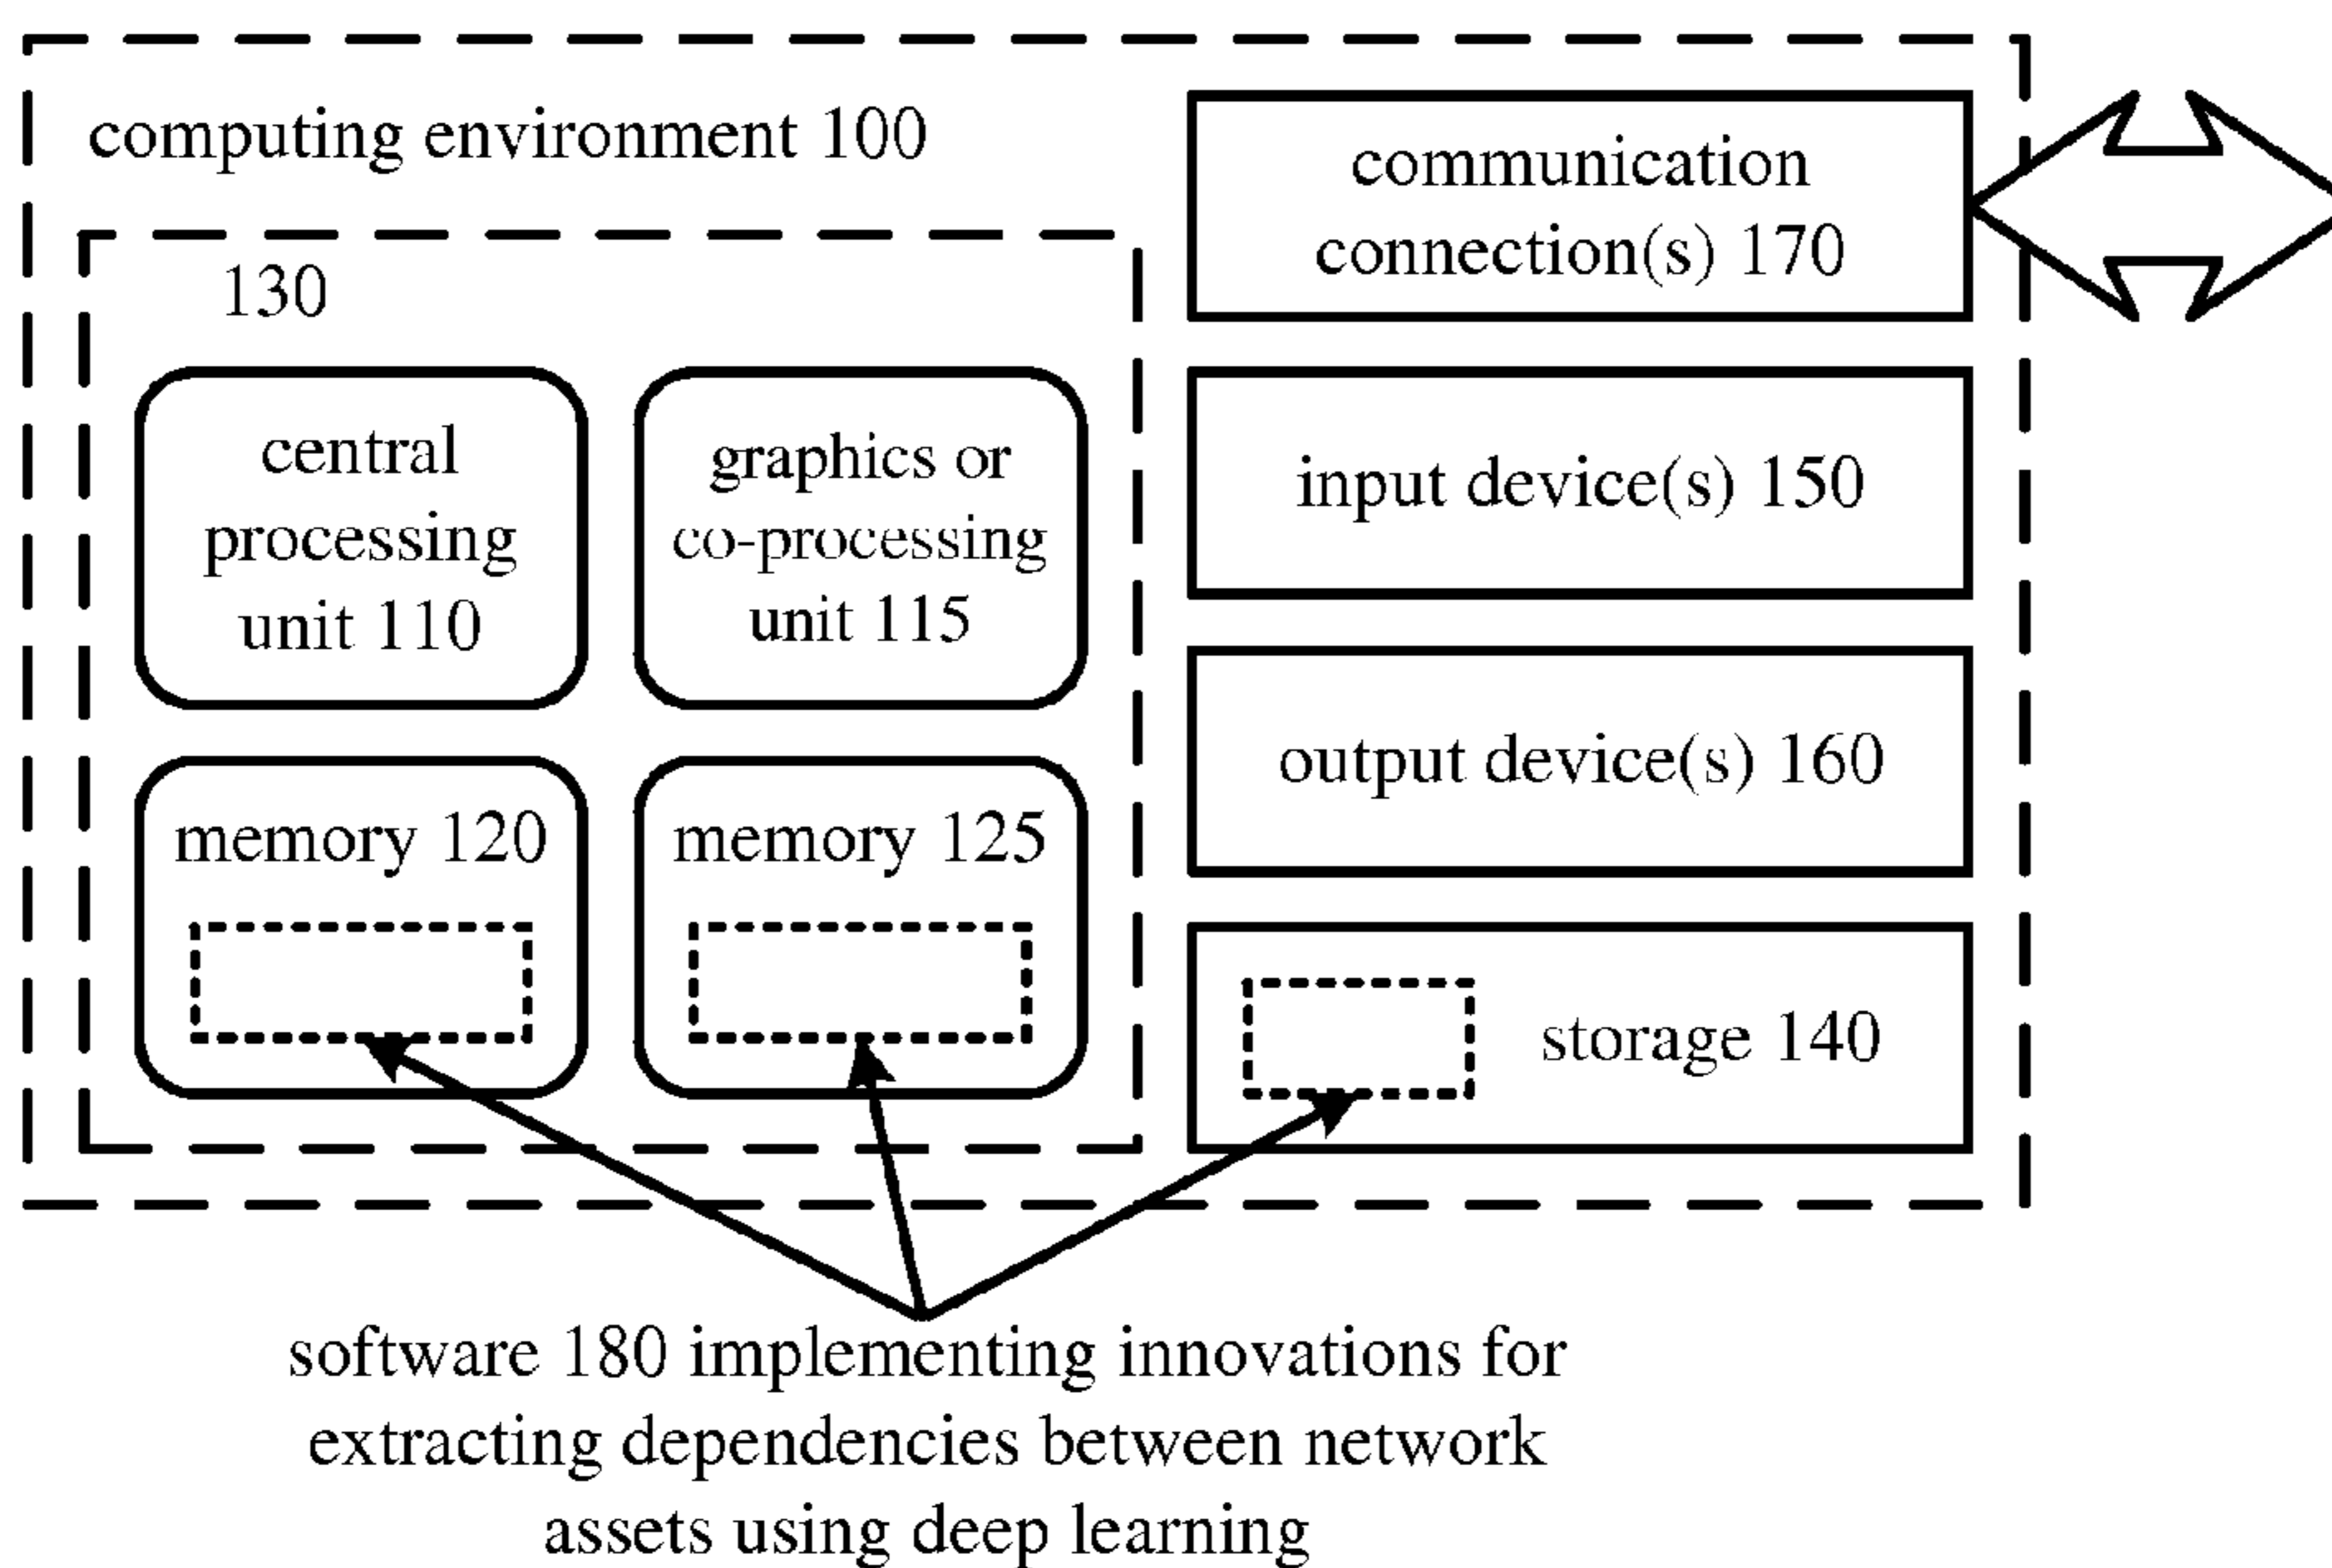 computing environment 100
130
central
processing
unit 110
graphics or
co-processing
unit 115
memory 120
memory 125
communication
connection(s) 170
input device(s) 150
output device(s) 160
storage 140
software 180 implementing innovations for
extracting dependencies between network
assets using deep learning